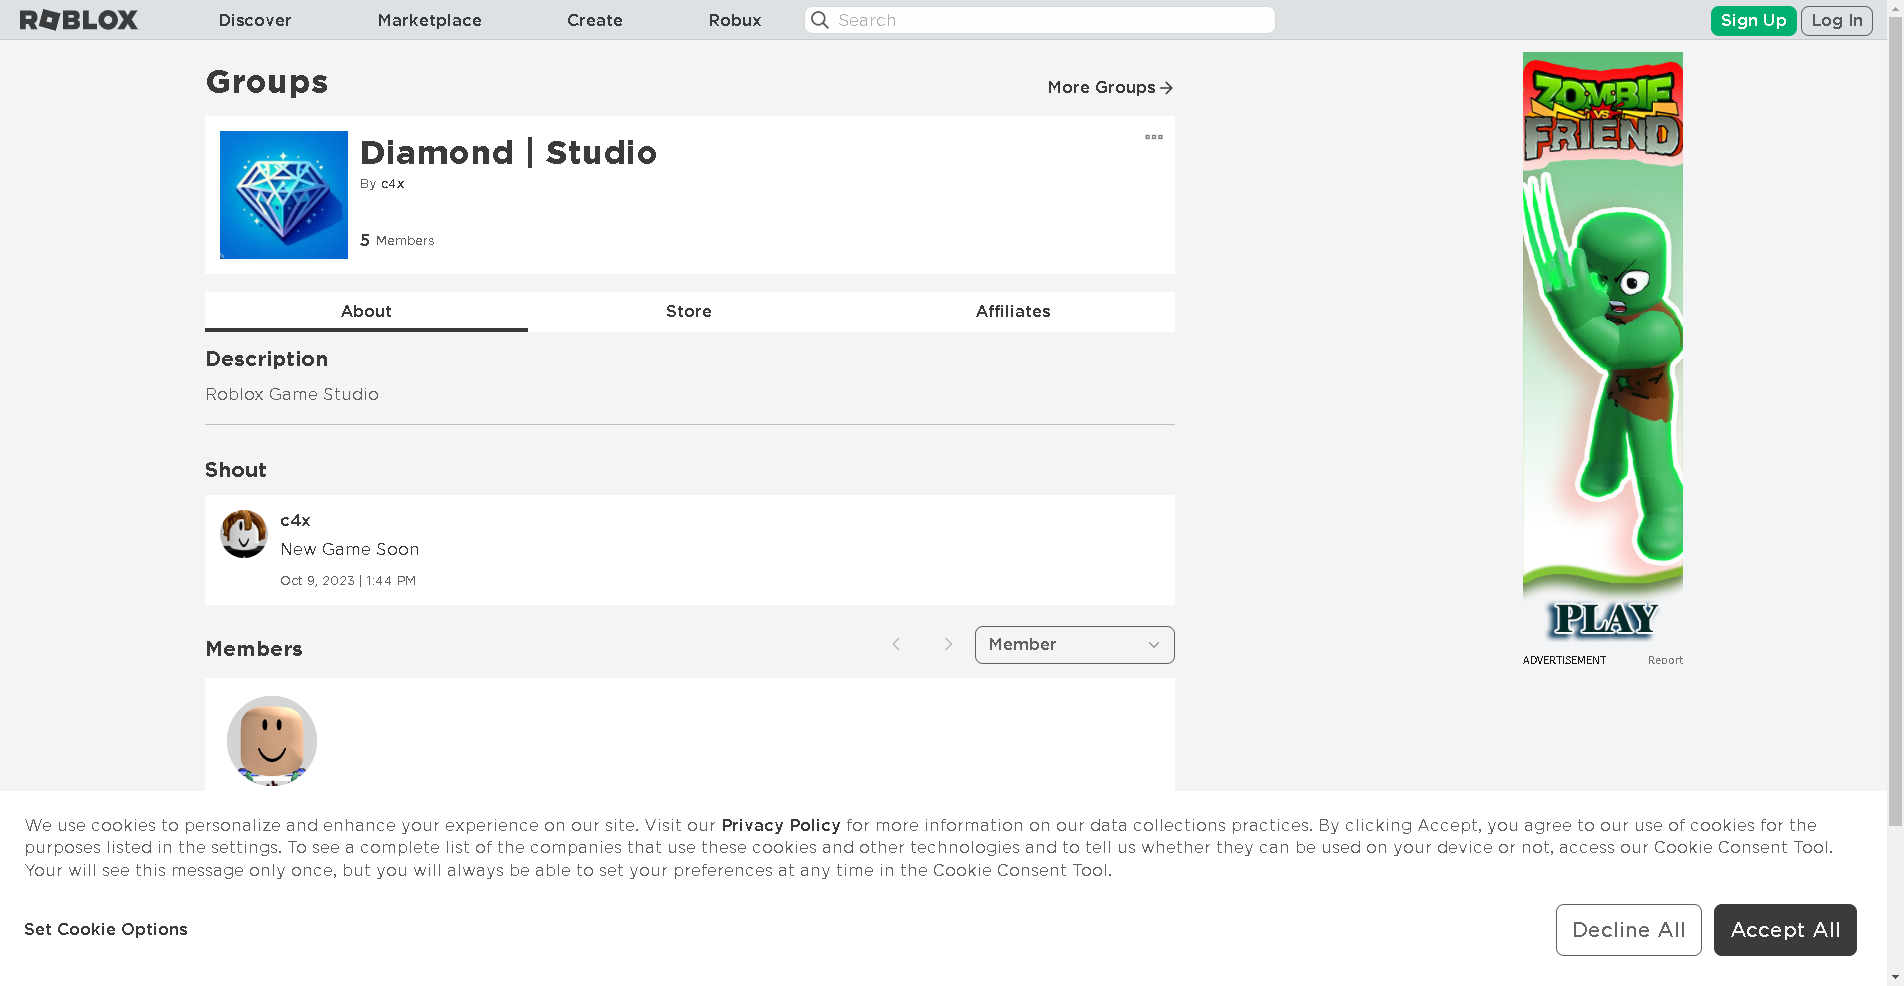 ROBLOX Discover Marketplace Create Robux Search Sign Up Log In
Groups
More Groups
Diamond | Studio
By c4x
5 Members
About Store Affiliates
Description
Roblox Game Studio
Shout
c4x
New Game Soon
Oct 9, 2023 | 1:44 PM
Members
Member
ZOMBIE
VS
FRIEND
PLAY
ADVERTISEMENT Report
We use cookies to personalize and enhance your experience on our site. Visit our Privacy Policy for more information on our data collections practices. By clicking Accept, you agree to our use of cookies for the
purposes listed in the settings. To see a complete list of the companies that use these cookies and other technologies and to tell us whether they can be used on your device or not, access our Cookie Consent Tool.
Your will see this message only once, but you will always be able to set your preferences at any time in the Cookie Consent Tool.
Set Cookie Options
Decline All
Accept All